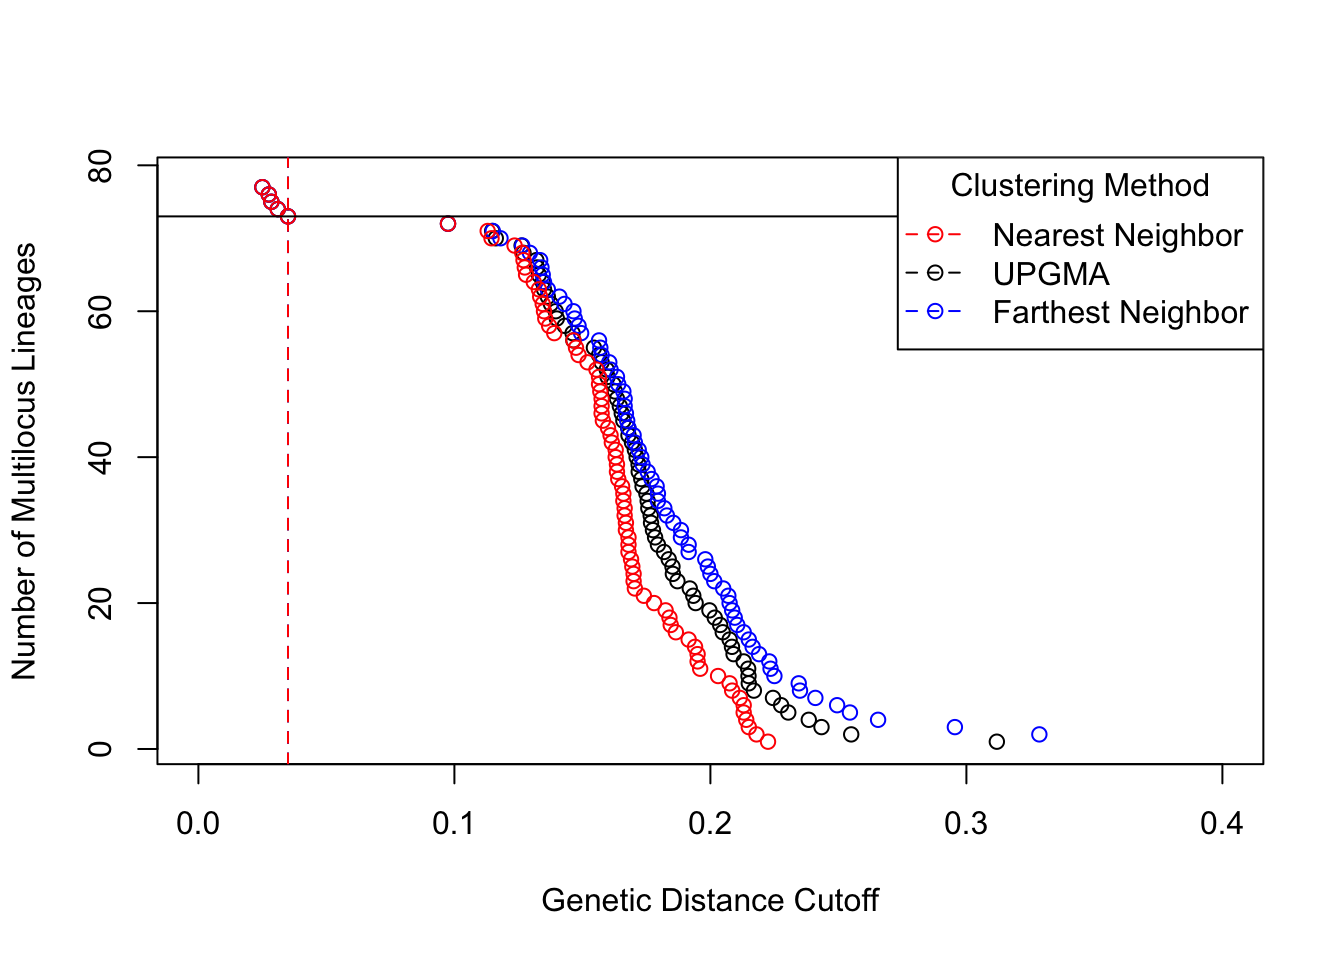 80
60
40
20
0
Number of Multilocus Lineages
Clustering Method
Nearest Neighbor
UPGMA
Farthest Neighbor
0.0 0.1 0.2 0.3 0.4
Genetic Distance Cutoff